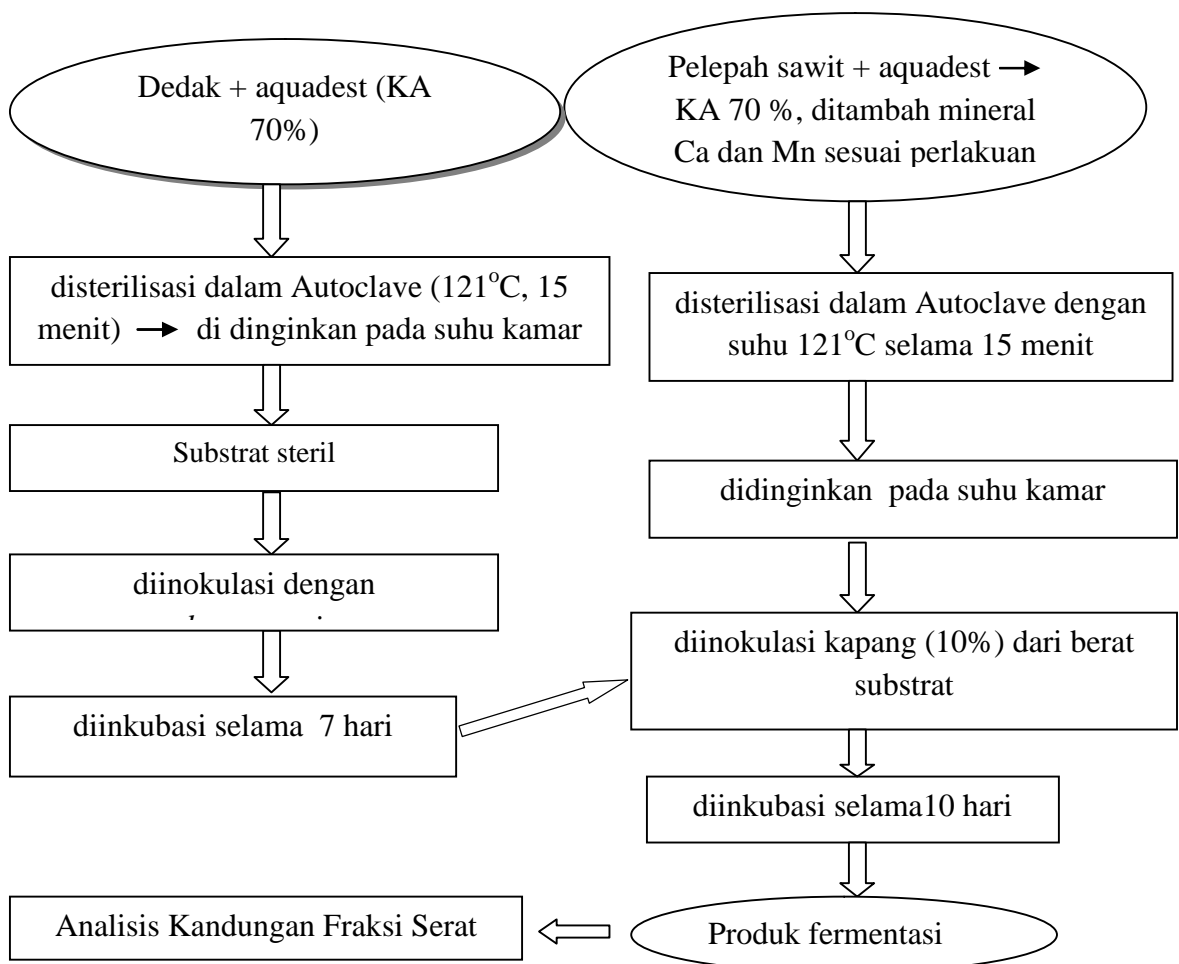 Dedak + aquadest (KA
70%)
disterilisasi dalam Autoclave (121°C, 15
menit) → di dinginkan pada suhu kamar
Substrat steril
diinokulasi dengan
diinkubasi selama 7 hari
Pelepah sawit + aquadest →
KA 70 %, ditambah mineral
Ca dan Mn sesuai perlakuan
disterilisasi dalam Autoclave dengan
suhu 121°C selama 15 menit
didinginkan pada suhu kamar
diinokulasi kapang (10%) dari berat
substrat
diinkubasi selama10 hari
Produk fermentasi
Analisis Kandungan Fraksi Serat